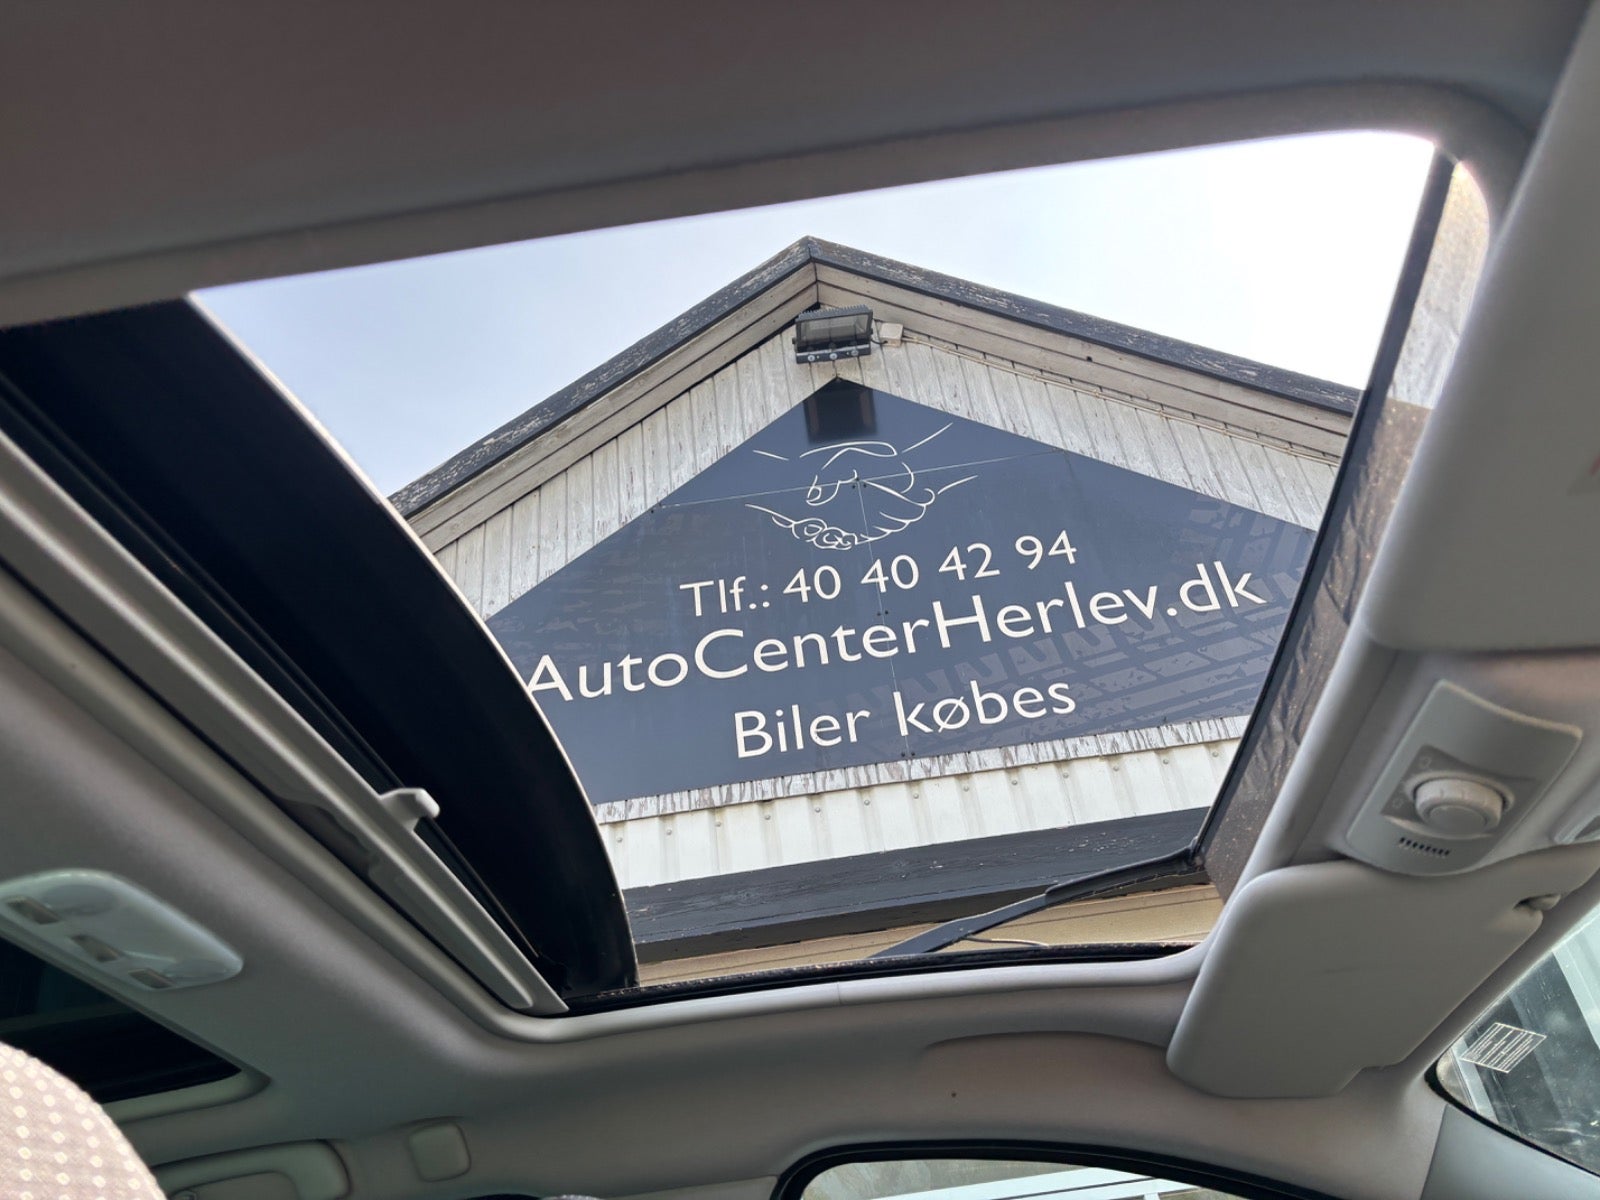 Tlf.: 40 40 42 94
AutoCenterHerlev.dk
Biler købes